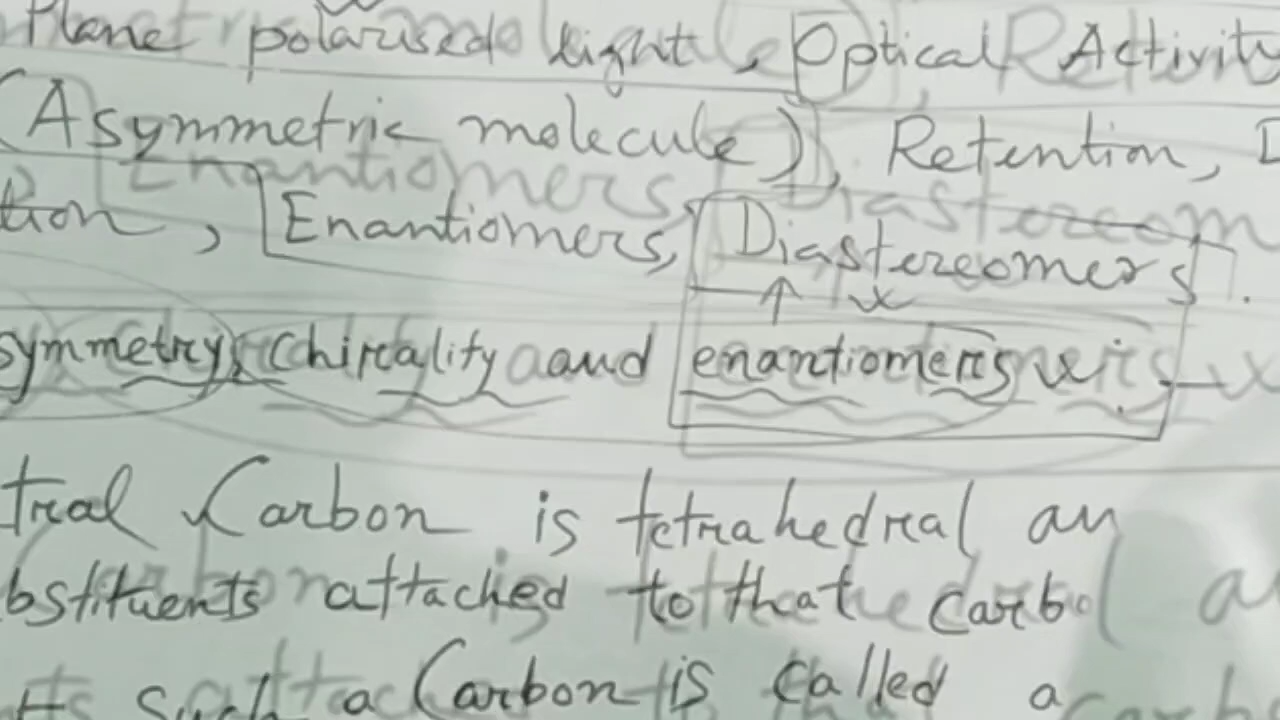 Plane polarised light, Optical Activity
(Asymmetric molecule), Retention,
tion, Enantiomers, Diastereomers.
symmetry, chirality and enantiomers
tral Carbon is tetrahedral an
bstituents attached to that carbo
such a Carbon is called a